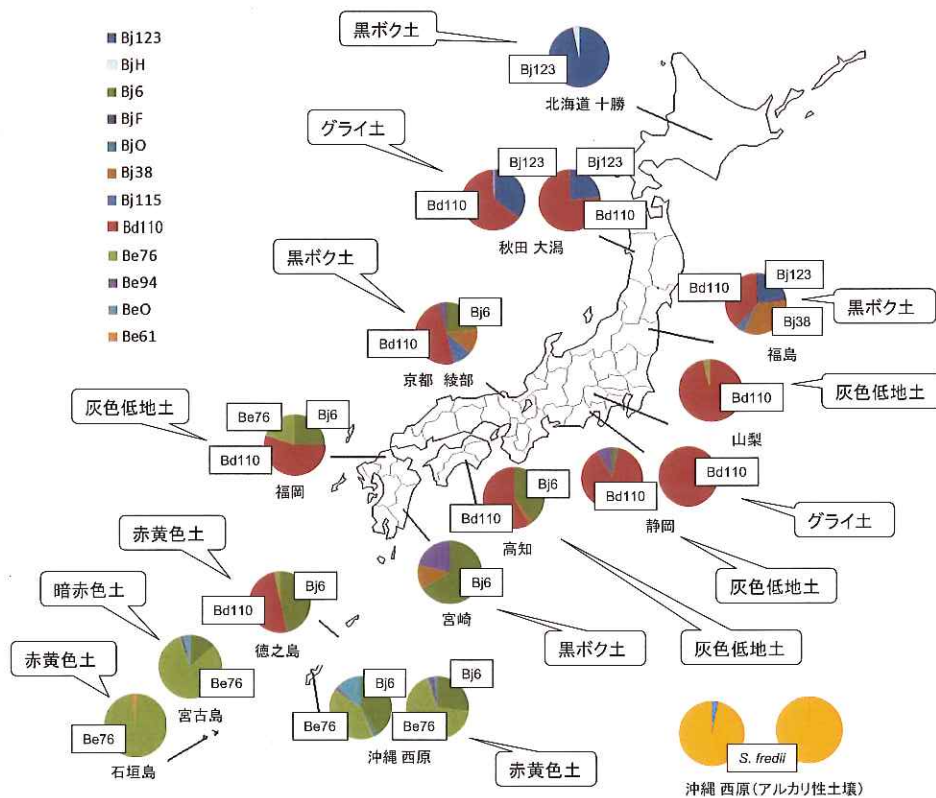 Bj123
BjH
Bj6
BjF
BjO
Bj38
Bj115
Bd110
Be76
Be94
BeO
Be61
黒ボク土
Bj123
北海道 十勝
グライ土
Bj123
Bj123
Bd110
Bd110
秋田 大潟
黒ボク土
Bj6
Bd110
京都 綾部
Bd110
Bj123
Bj38
黒ボク土
福島
Bd110
灰色低地土
山梨
灰色低地土
Be76
Bj6
Bd110
福岡
Bj6
Bd110
高知
Bd110
Bd110
静岡
グライ土
灰色低地土
灰色低地土
Bj6
宮崎
黒ボク土
赤黄色土
Bj6
Bd110
徳之島
暗赤色土
Be76
宮古島
赤黄色土
Be76
石垣島
Bj6
Bj6
Be76
Be76
沖縄 西原
赤黄色土
S. fredii
沖縄 西原(アルカリ性土壌)